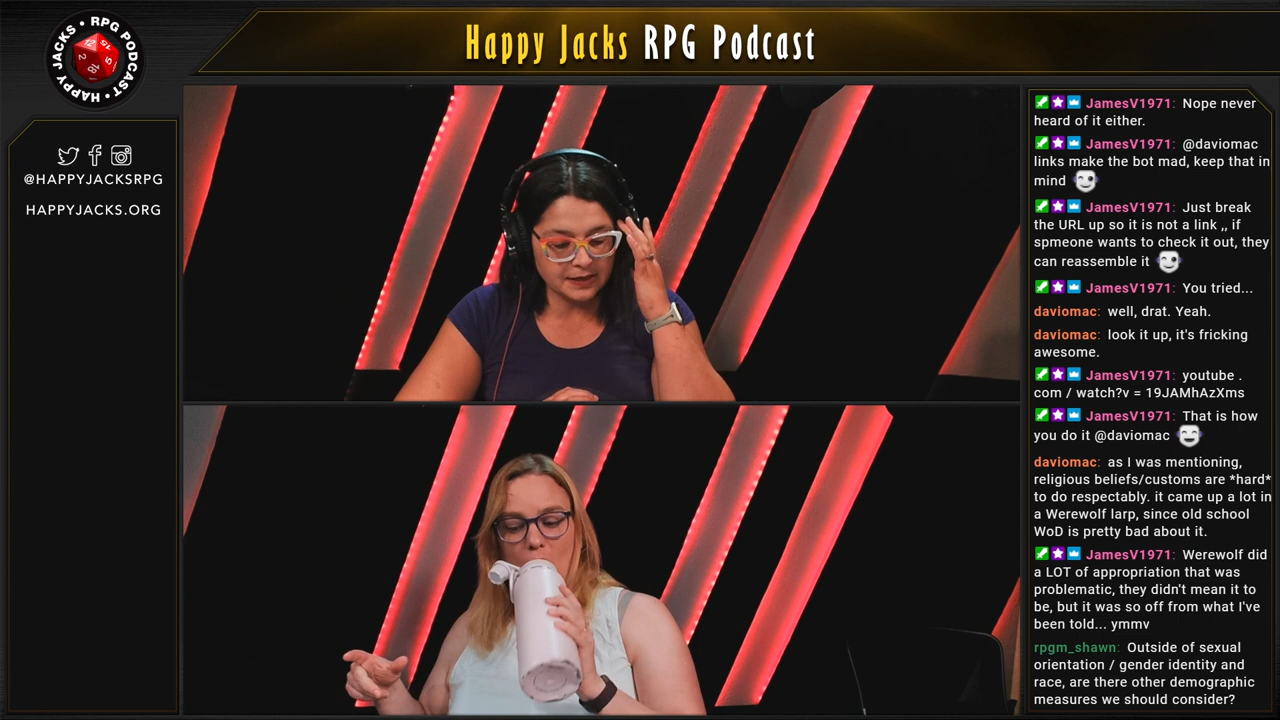 HAPPY JACKS • RPG PODCAST •
Happy Jacks RPG Podcast
@HAPPYJACKSRPG
HAPPYJACKS.ORG
JamesV1971: Nope never
heard of it either.
JamesV1971: @daviomac
links make the bot mad, keep that in
mind
JamesV1971: Just break
the URL up so it is not a link ,, if
spmeone wants to check it out, they
can reassemble it
JamesV1971: You tried...
daviomac: well, drat. Yeah.
daviomac: look it up, it's fricking
awesome.
JamesV1971: youtube .
com / watch?v = 19JAMhAzXms
JamesV1971: That is how
you do it @daviomac
daviomac: as I was mentioning,
religious beliefs/customs are *hard*
to do respectably. it came up a lot in
a Werewolf larp, since old school
WoD is pretty bad about it.
JamesV1971: Werewolf did
a LOT of appropriation that was
problematic, they didn't mean it to
be, but it was so off from what I've
been told... ymmv
rpgm_shawn: Outside of sexual
orientation / gender identity and
race, are there other demographic
measures we should consider?